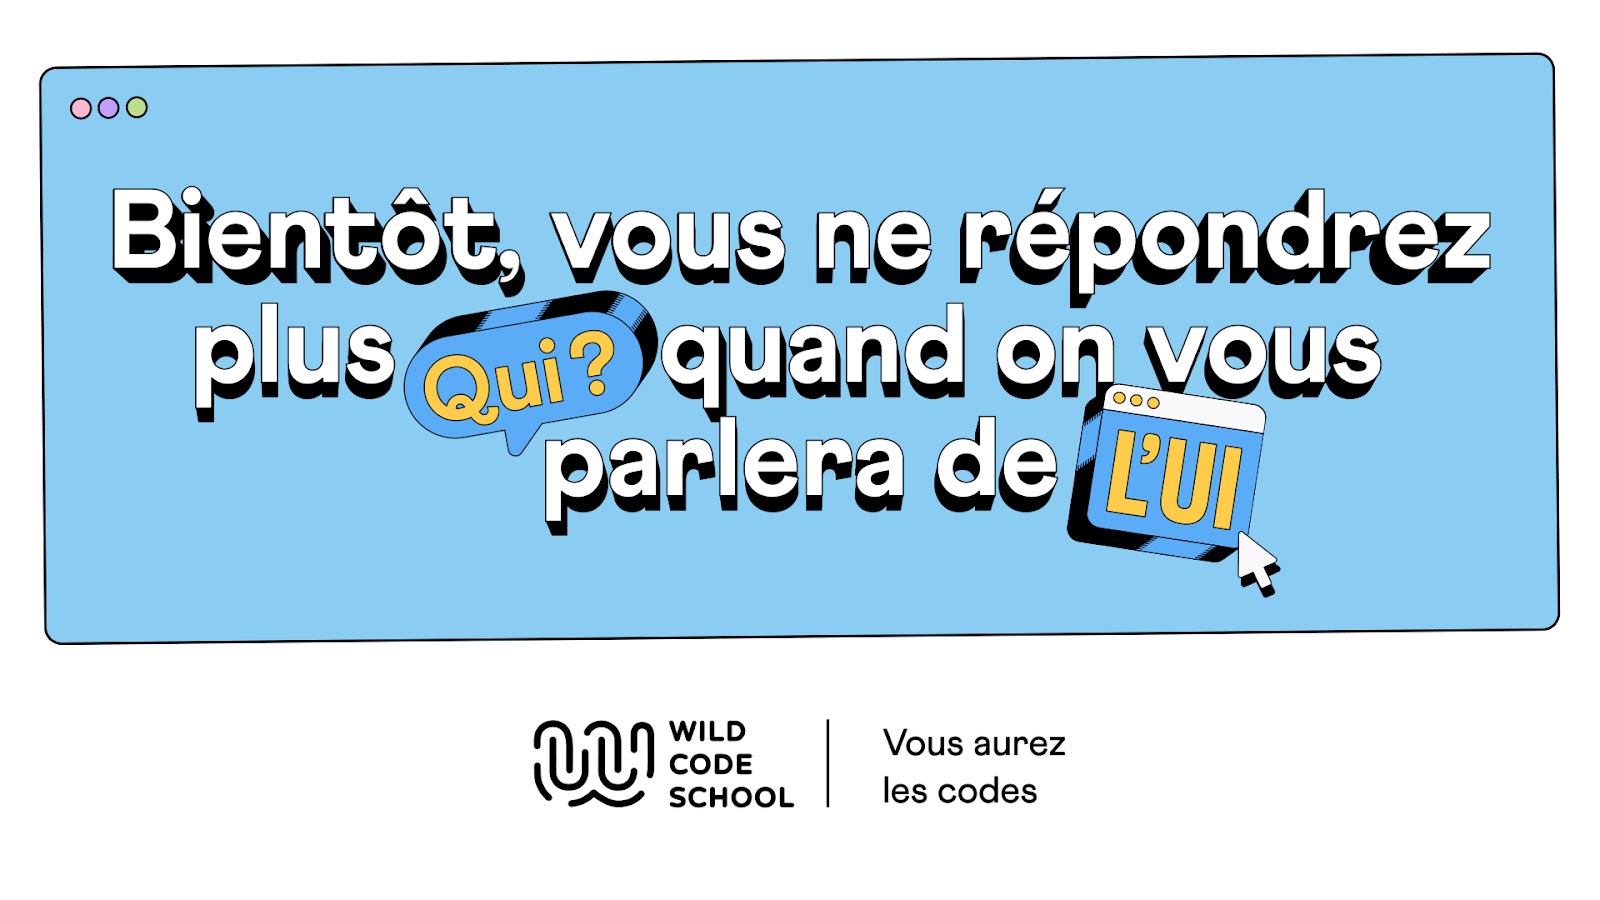 Bientôt, vous ne répondrez
plus Qui ? quand on vous
parlera de L'UI
WILD
CODE
SCHOOL
Vous aurez
les codes